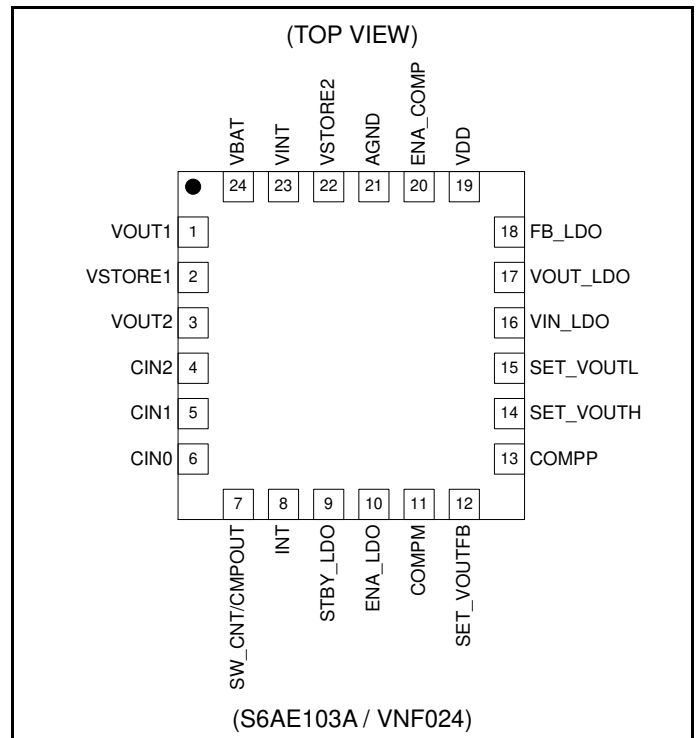 (TOP VIEW)
VBAT
VINT
VSTORE2
AGND
ENA_COMP
VDD
24
23
22
21
20
19
VOUT1 1
VSTORE1 2
VOUT2 3
CIN2 4
CIN1 5
CIN0 6
18 FB_LDO
17 VOUT_LDO
16 VIN_LDO
15 SET_VOUTL
14 SET_VOUTH
13 COMPP
7
8
9
10
11
12
SW_CNT/CMPOUT
INT
STBY_LDO
ENA_LDO
COMPM
SET_VOUTFB
(S6AE103A / VNF024)